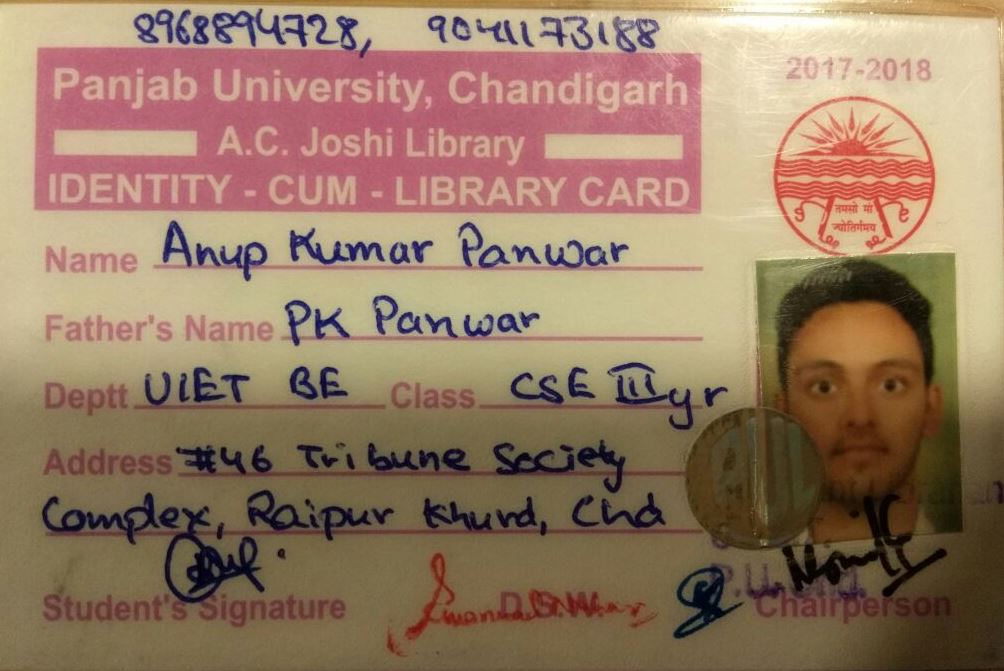 8968894728, 9041173188
2017-2018
Panjab University, Chandigarh
A.C. Joshi Library
IDENTITY - CUM - LIBRARY CARD
तमसो मा
ज्योतिर्गमय
Name Anup Kumar Panwar
Father's Name PK Panwar
Deptt UIET BE Class CSE III yr
Address #46 Tribune Society
Complex, Raipur Khurd, Chd
P.U. Chd.
Student's Signature D.S.W. Chairperson